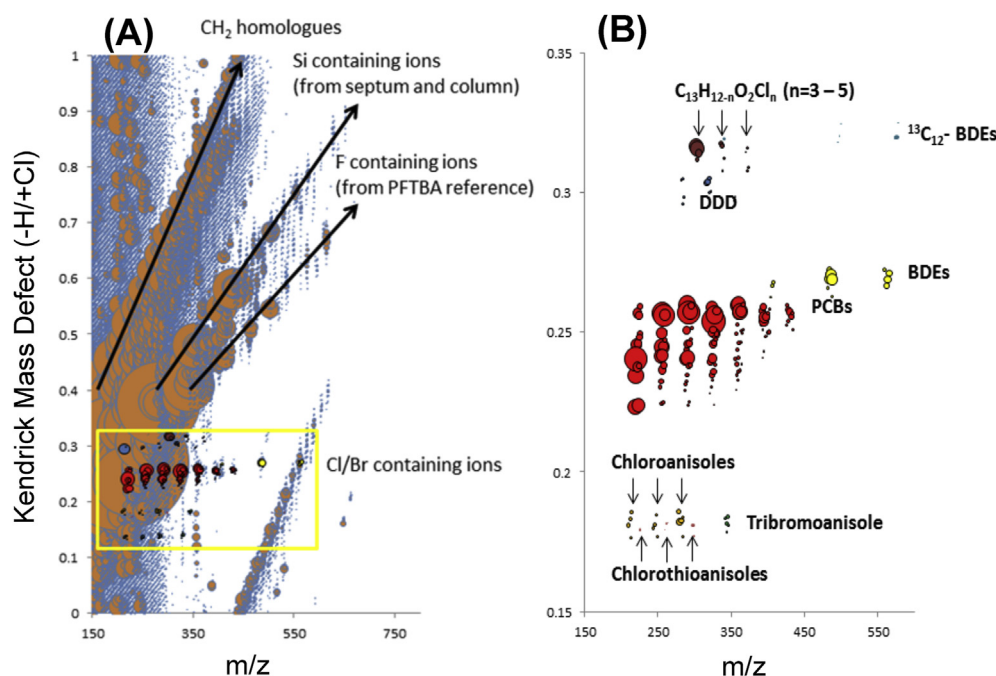 (A)
CH₂ homologues
Si containing ions
(from septum and column)
F containing ions
(from PFTBA reference)
Cl/Br containing ions
Kendrick Mass Defect (-H/+Cl)
1
0.9
0.8
0.7
0.6
0.5
0.4
0.3
0.2
0.1
0
150
350
550
750
m/z
(B)
0.35
0.3
0.25
0.2
0.15
C₁₃H₁₂₋ₙO₂Clₙ (n=3 – 5)
¹³C₁₂- BDEs
DDD
BDEs
PCBs
Chloroanisoles
Tribromoanisole
Chlorothioanisoles
150
250
350
450
550
m/z